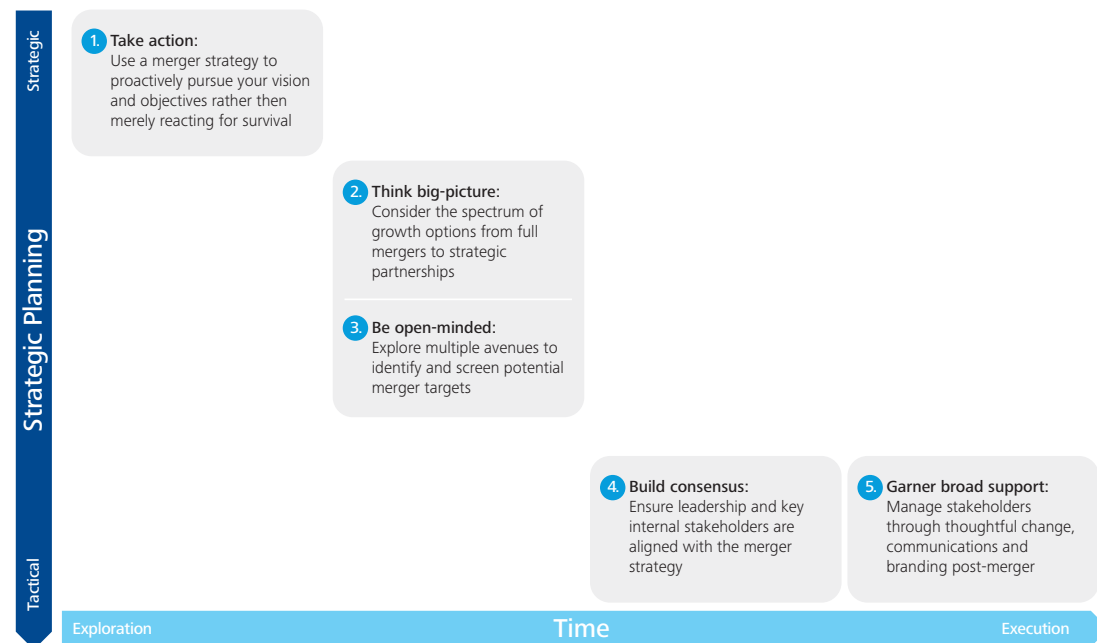 Strategic
Strategic Planning
Tactical
1. Take action:
Use a merger strategy to
proactively pursue your vision
and objectives rather then
merely reacting for survival
2. Think big-picture:
Consider the spectrum of
growth options from full
mergers to strategic
partnerships
3. Be open-minded:
Explore multiple avenues to
identify and screen potential
merger targets
4. Build consensus:
Ensure leadership and key
internal stakeholders are
aligned with the merger
strategy
5. Garner broad support:
Manage stakeholders
through thoughtful change,
communications and
branding post-merger
Exploration
Time
Execution